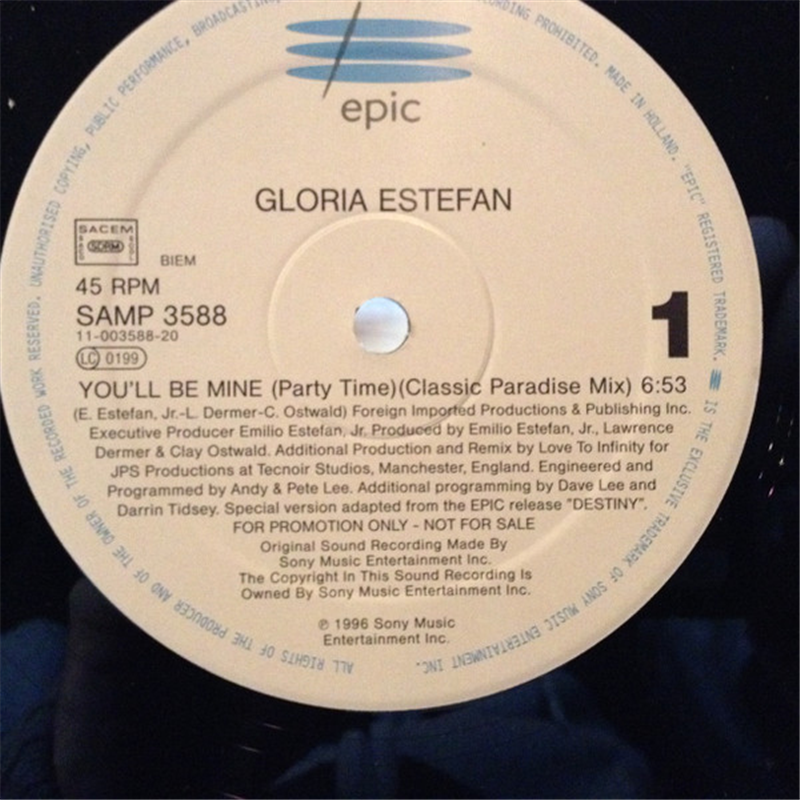 epic
GLORIA ESTEFAN
SACEM
SDRM
BIEM
45 RPM
SAMP 3588
11-003588-20
LC 0199
1
YOU'LL BE MINE (Party Time)(Classic Paradise Mix) 6:53
(E. Estefan, Jr.-L. Dermer-C. Ostwald) Foreign Imported Productions & Publishing Inc.
Executive Producer Emilio Estefan, Jr. Produced by Emilio Estefan, Jr., Lawrence
Dermer & Clay Ostwald. Additional Production and Remix by Love To Infinity for
JPS Productions at Tecnoir Studios, Manchester, England. Engineered and
Programmed by Andy & Pete Lee. Additional programming by Dave Lee and
Darrin Tidsey. Special version adapted from the EPIC release "DESTINY".
FOR PROMOTION ONLY - NOT FOR SALE
Original Sound Recording Made By
Sony Music Entertainment Inc.
The Copyright In This Sound Recording Is
Owned By Sony Music Entertainment Inc.
℗ 1996 Sony Music
Entertainment Inc.
ALL RIGHTS OF THE PRODUCER AND OF THE OWNER OF THE RECORDED WORK RESERVED. UNAUTHORISED COPYING, PUBLIC PERFORMANCE, BROADCASTING, RECORDING PROHIBITED. MADE IN HOLLAND. "EPIC" REGISTERED TRADEMARK. IS THE EXCLUSIVE TRADEMARK OF SONY MUSIC ENTERTAINMENT INC.